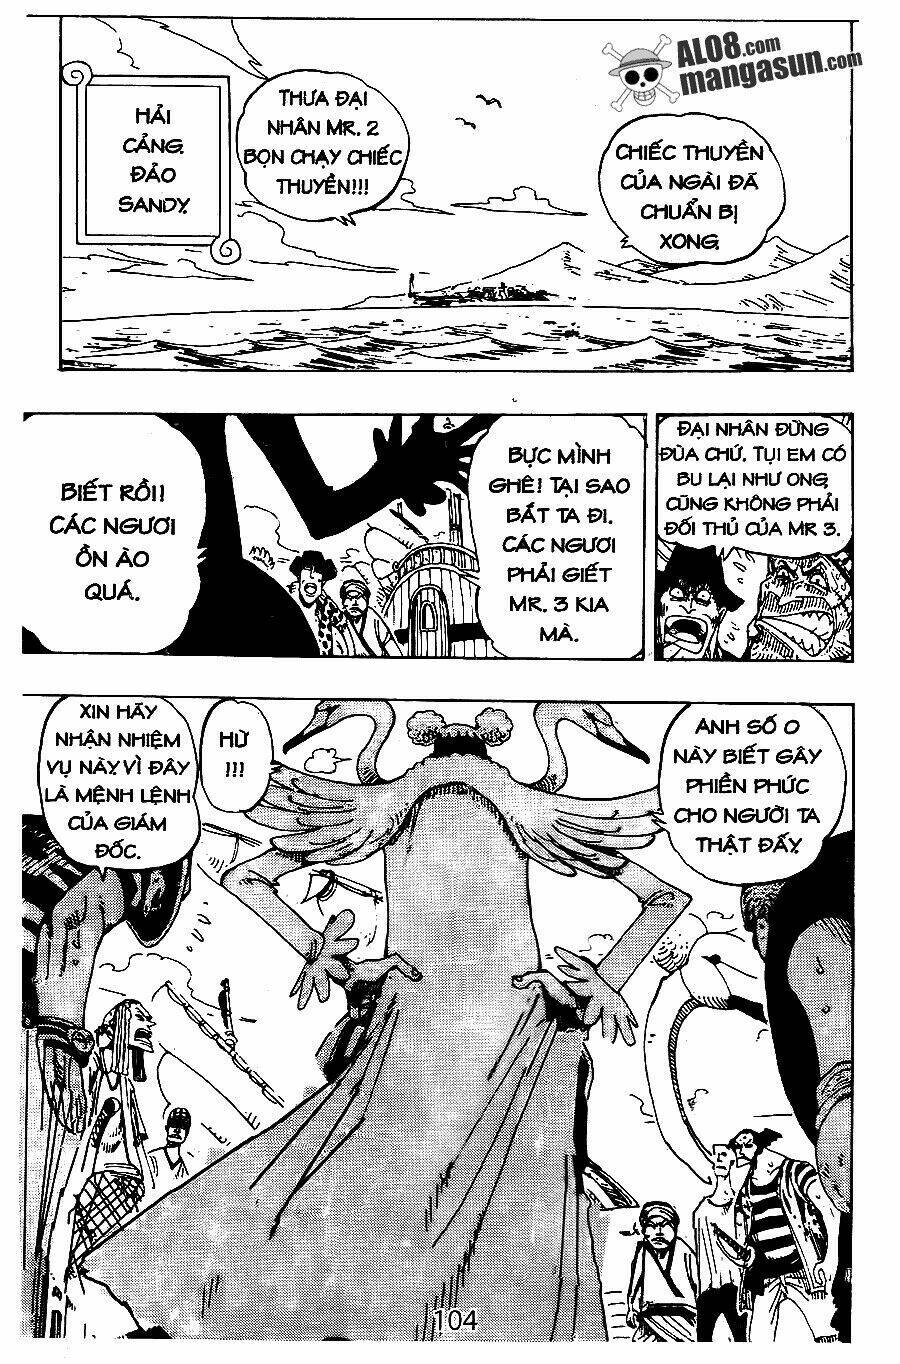 AL08.com
mangasun.com
HẢI
CẢNG
ĐẢO
SANDY.
THƯA ĐẠI
NHÂN MR. 2
BỌN CHẠY CHIẾC
THUYỀN!!!
CHIẾC THUYỀN
CỦA NGÀI ĐÃ
CHUẨN BỊ
XONG.
BIẾT RỒI!
CÁC NGƯƠI
ỒN ÀO
QUÁ.
BỰC MÌNH
GHÊ! TẠI SAO
BẮT TA ĐI.
CÁC NGƯƠI
PHẢI GIẾT
MR. 3 KIA
MÀ.
ĐẠI NHÂN ĐỪNG
ĐÙA CHỨ. TỤI EM CÓ
BU LẠI NHƯ ONG
CŨNG KHÔNG PHẢI
ĐỐI THỦ CỦA MR 3.
XIN HÃY
NHẬN NHIỆM
VỤ NÀY. VÌ ĐÂY
LÀ MỆNH LỆNH
CỦA GIÁM
ĐỐC.
HỪ
!!!
ANH SỐ 0
NÀY BIẾT GÂY
PHIỀN PHỨC
CHO NGƯỜI TA
THẬT ĐẤY.
104